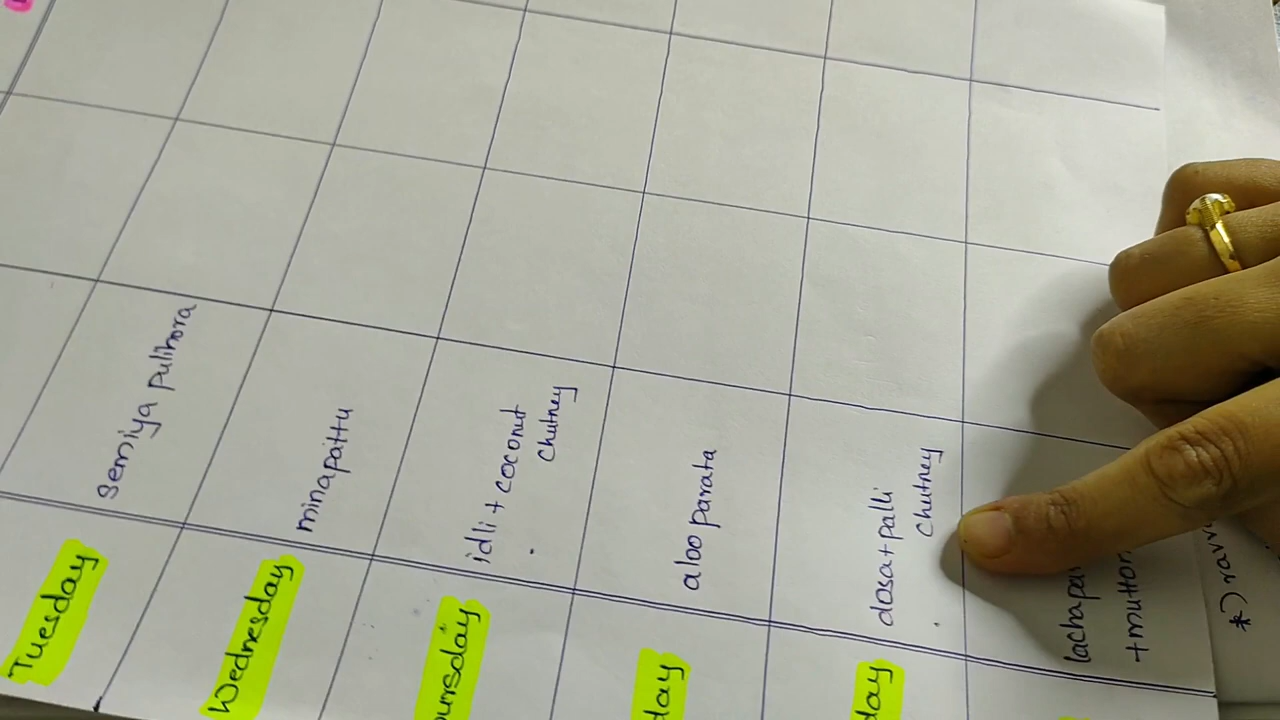 Tuesday
semiya pulihora
Wednesday
minapattu
idli + coconut
chutney
day
aloo parata
day
dosa + palli
chutney
+ mutton